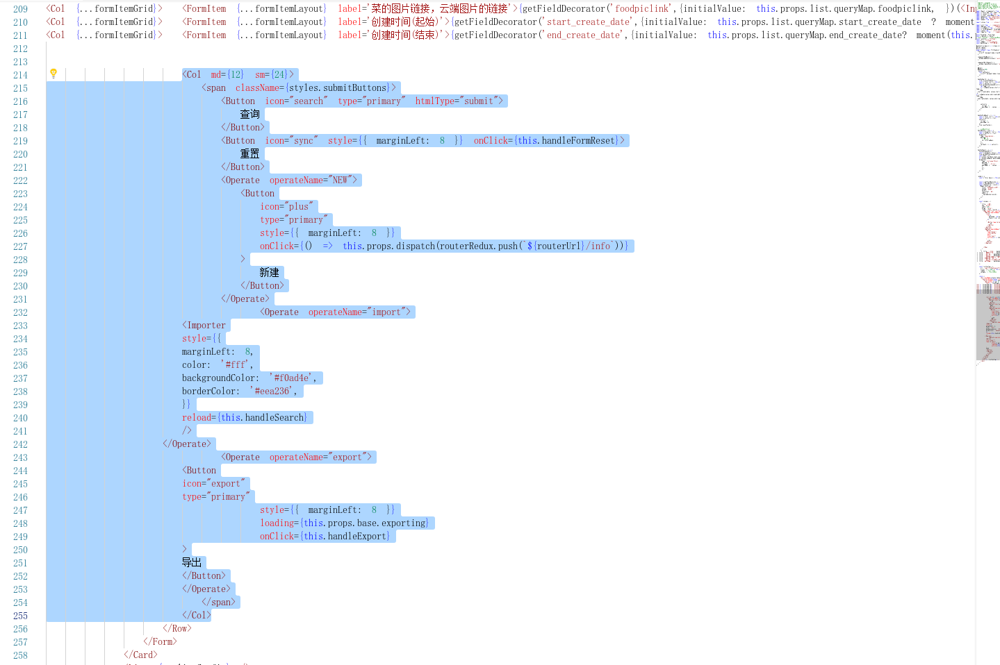 209 <Col {...formItemGrid}> <FormItem {...formItemLayout} label='菜的图片链接，云端图片的链接'>{getFieldDecorator('foodpiclink',{initialValue: this.props.list.queryMap.foodpiclink, })(<In
210 <Col {...formItemGrid}> <FormItem {...formItemLayout} label='创建时间(起始)'>{getFieldDecorator('start_create_date',{initialValue: this.props.list.queryMap.start_create_date ? moment
211 <Col {...formItemGrid}> <FormItem {...formItemLayout} label='创建时间(结束)'>{getFieldDecorator('end_create_date',{initialValue: this.props.list.queryMap.end_create_date? moment(this.
212
213
214 <Col md={12} sm={24}>
215 <span className={styles.submitButtons}>
216 <Button icon="search" type="primary" htmlType="submit">
217 查询
218 </Button>
219 <Button icon="sync" style={{ marginLeft: 8 }} onClick={this.handleFormReset}>
220 重置
221 </Button>
222 <Operate operateName="NEW">
223 <Button
224 icon="plus"
225 type="primary"
226 style={{ marginLeft: 8 }}
227 onClick={() => this.props.dispatch(routerRedux.push(`${routerUrl}/info`))}
228 >
229 新建
230 </Button>
231 </Operate>
232 <Operate operateName="import">
233 <Importer
234 style={{
235 marginLeft: 8,
236 color: '#fff',
237 backgroundColor: '#f0ad4e',
238 borderColor: '#eea236',
239 }}
240 reload={this.handleSearch}
241 />
242 </Operate>
243 <Operate operateName="export">
244 <Button
245 icon="export"
246 type="primary"
247 style={{ marginLeft: 8 }}
248 loading={this.props.base.exporting}
249 onClick={this.handleExport}
250 >
251 导出
252 </Button>
253 </Operate>
254 </span>
255 </Col>
256 </Row>
257 </Form>
258 </Card>